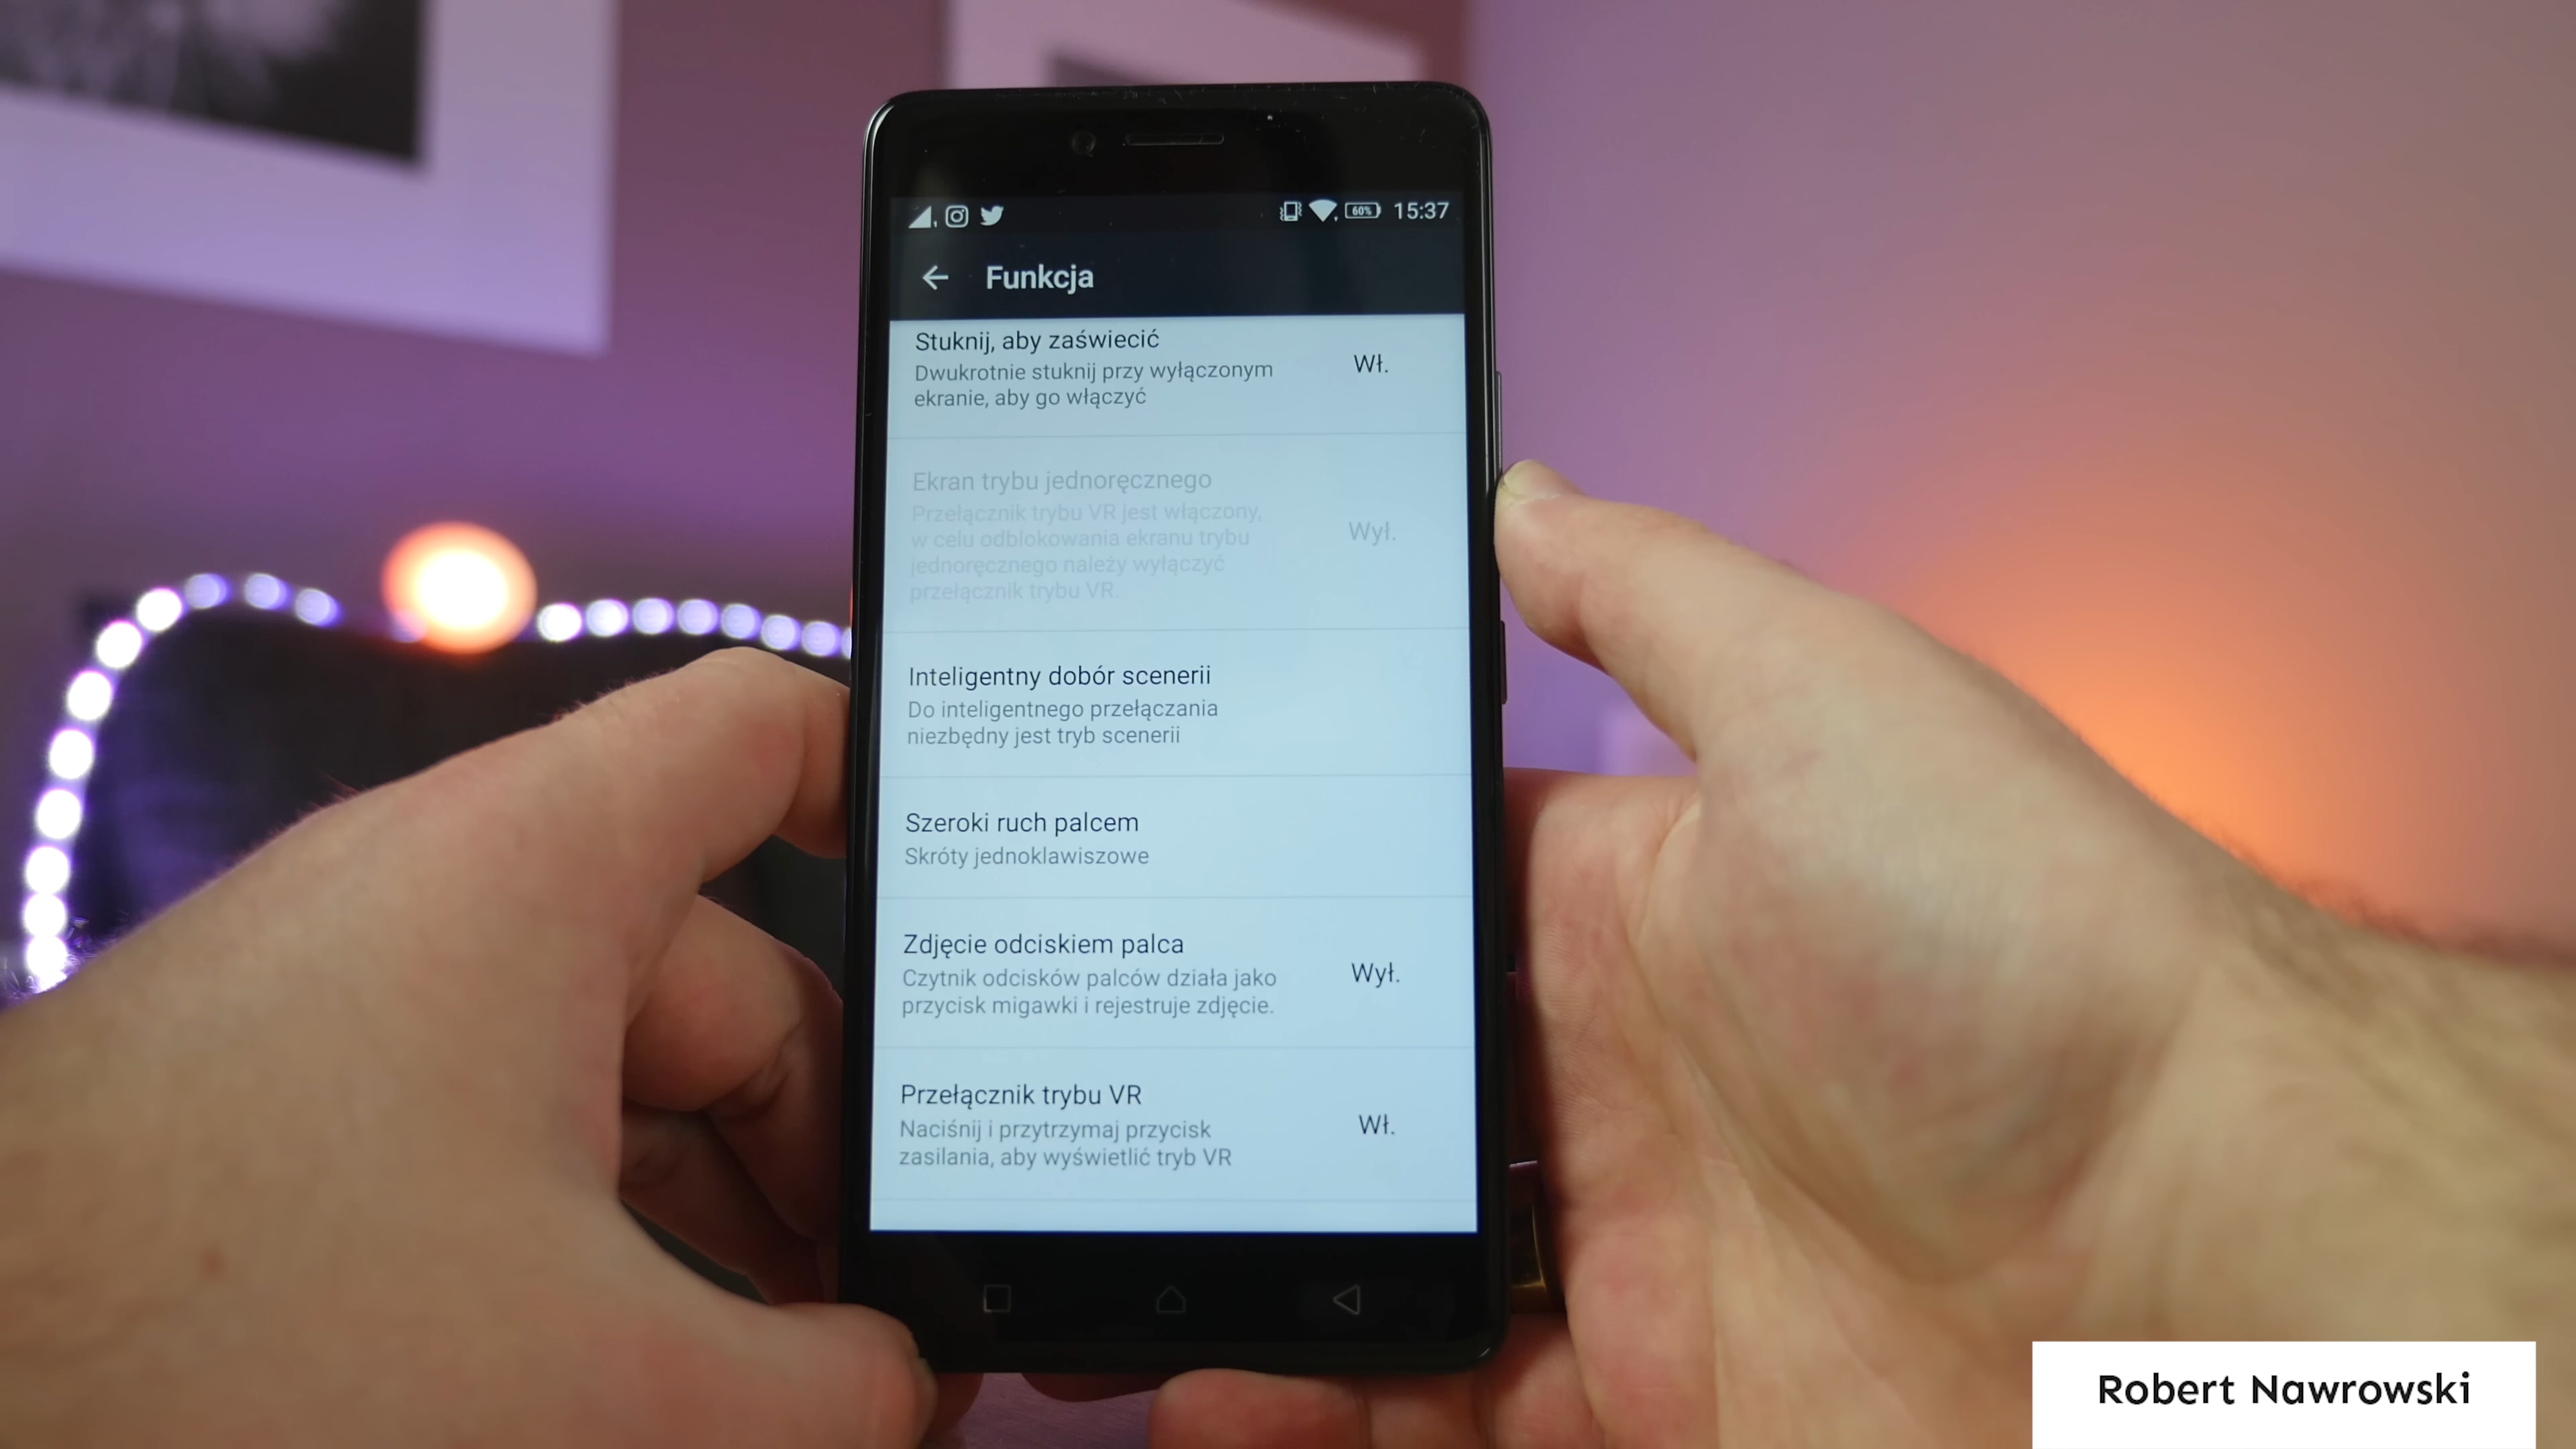 60% 15:37
Funkcja
Stuknij, aby zaświecić
Dwukrotnie stuknij przy wyłączonym
ekranie, aby go włączyć
Wł.
Ekran trybu jednoręcznego
Przełącznik trybu VR jest włączony,
w celu odblokowania ekranu trybu
jednoręcznego należy wyłączyć
przełącznik trybu VR.
Wył.
Inteligentny dobór scenerii
Do inteligentnego przełączania
niezbędny jest tryb scenerii
Szeroki ruch palcem
Skróty jednoklawiszowe
Zdjęcie odciskiem palca
Czytnik odcisków palców działa jako
przycisk migawki i rejestruje zdjęcie.
Wył.
Przełącznik trybu VR
Naciśnij i przytrzymaj przycisk
zasilania, aby wyświetlić tryb VR
Wł.
Robert Nawrowski